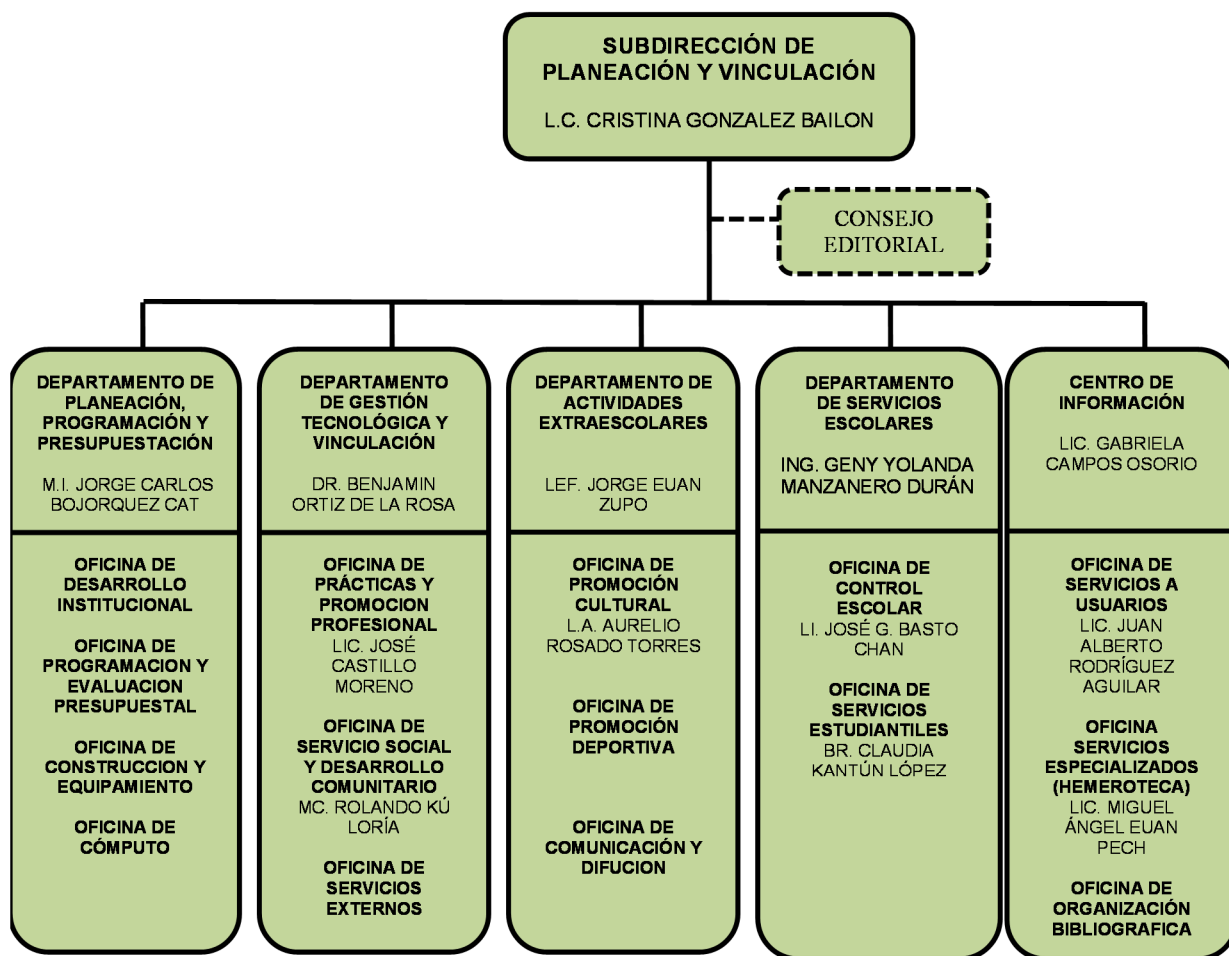 SUBDIRECCIÓN DE
PLANEACIÓN Y VINCULACIÓN
L.C. CRISTINA GONZALEZ BAILON
CONSEJO
EDITORIAL
DEPARTAMENTO DE
PLANEACIÓN,
PROGRAMACIÓN Y
PRESUPUESTACIÓN
M.I. JORGE CARLOS
BOJORQUEZ CAT
OFICINA DE
DESARROLLO
INSTITUCIONAL
OFICINA DE
PROGRAMACION Y
EVALUACION
PRESUPUESTAL
OFICINA DE
CONSTRUCCION Y
EQUIPAMIENTO
OFICINA DE
CÓMPUTO
DEPARTAMENTO
DE GESTIÓN
TECNOLÓGICA Y
VINCULACIÓN
DR. BENJAMIN
ORTIZ DE LA ROSA
OFICINA DE
PRÁCTICAS Y
PROMOCION
PROFESIONAL
LIC. JOSÉ
CASTILLO
MORENO
OFICINA DE
SERVICIO SOCIAL
Y DESARROLLO
COMUNITARIO
MC. ROLANDO KÚ
LORÍA
OFICINA DE
SERVICIOS
EXTERNOS
DEPARTAMENTO DE
ACTIVIDADES
EXTRAESCOLARES
LEF. JORGE EUAN
ZUPO
OFICINA DE
PROMOCIÓN
CULTURAL
L.A. AURELIO
ROSADO TORRES
OFICINA DE
PROMOCIÓN
DEPORTIVA
OFICINA DE
COMUNICACIÓN Y
DIFUCION
DEPARTAMENTO
DE SERVICIOS
ESCOLARES
ING. GENY YOLANDA
MANZANERO DURÁN
OFICINA DE
CONTROL
ESCOLAR
LI. JOSÉ G. BASTO
CHAN
OFICINA DE
SERVICIOS
ESTUDIANTILES
BR. CLAUDIA
KANTÚN LÓPEZ
CENTRO DE
INFORMACIÓN
LIC. GABRIELA
CAMPOS OSORIO
OFICINA DE
SERVICIOS A
USUARIOS
LIC. JUAN
ALBERTO
RODRÍGUEZ
AGUILAR
OFICINA
SERVICIOS
ESPECIALIZADOS
(HEMEROTECA)
LIC. MIGUEL
ÁNGEL EUAN
PECH
OFICINA DE
ORGANIZACIÓN
BIBLIOGRAFICA